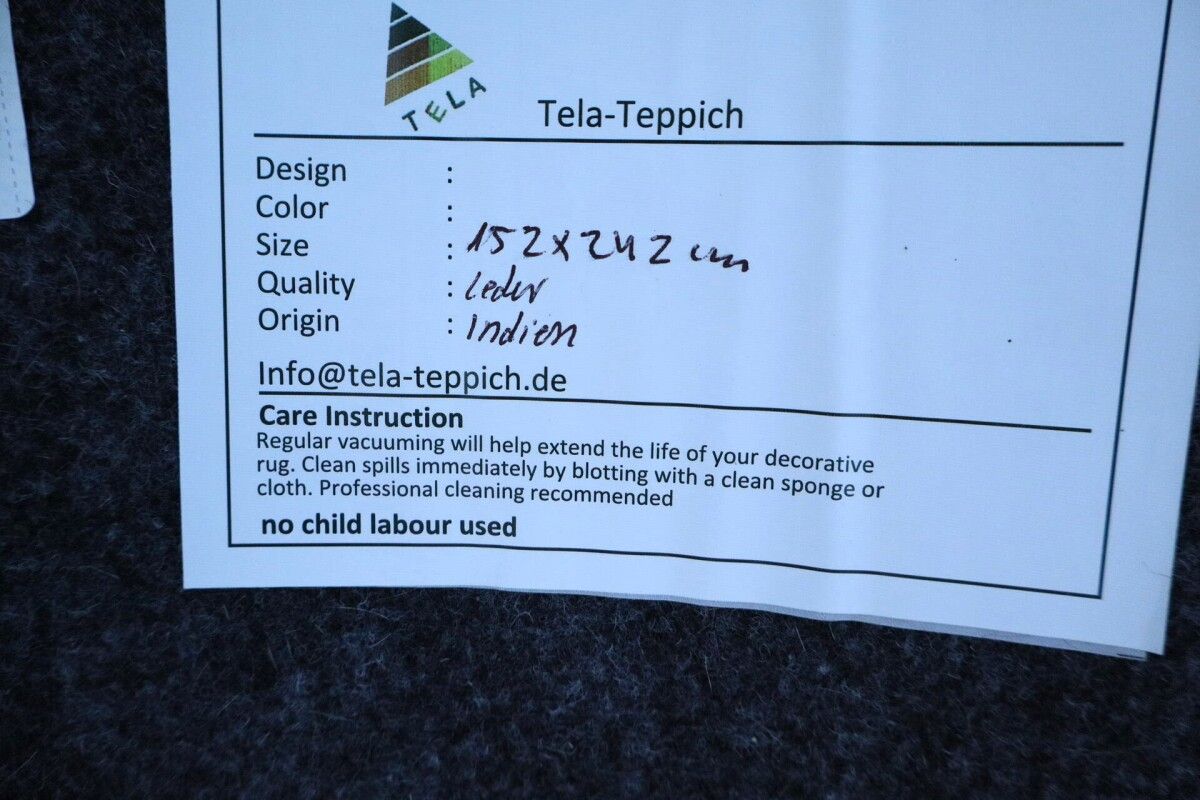 TELA
Tela-Teppich
Design :
Color :
Size : 152x242 cm
Quality : Leder
Origin : Indien
Info@tela-teppich.de
Care Instruction
Regular vacuuming will help extend the life of your decorative
rug. Clean spills immediately by blotting with a clean sponge or
cloth. Professional cleaning recommended
no child labour used